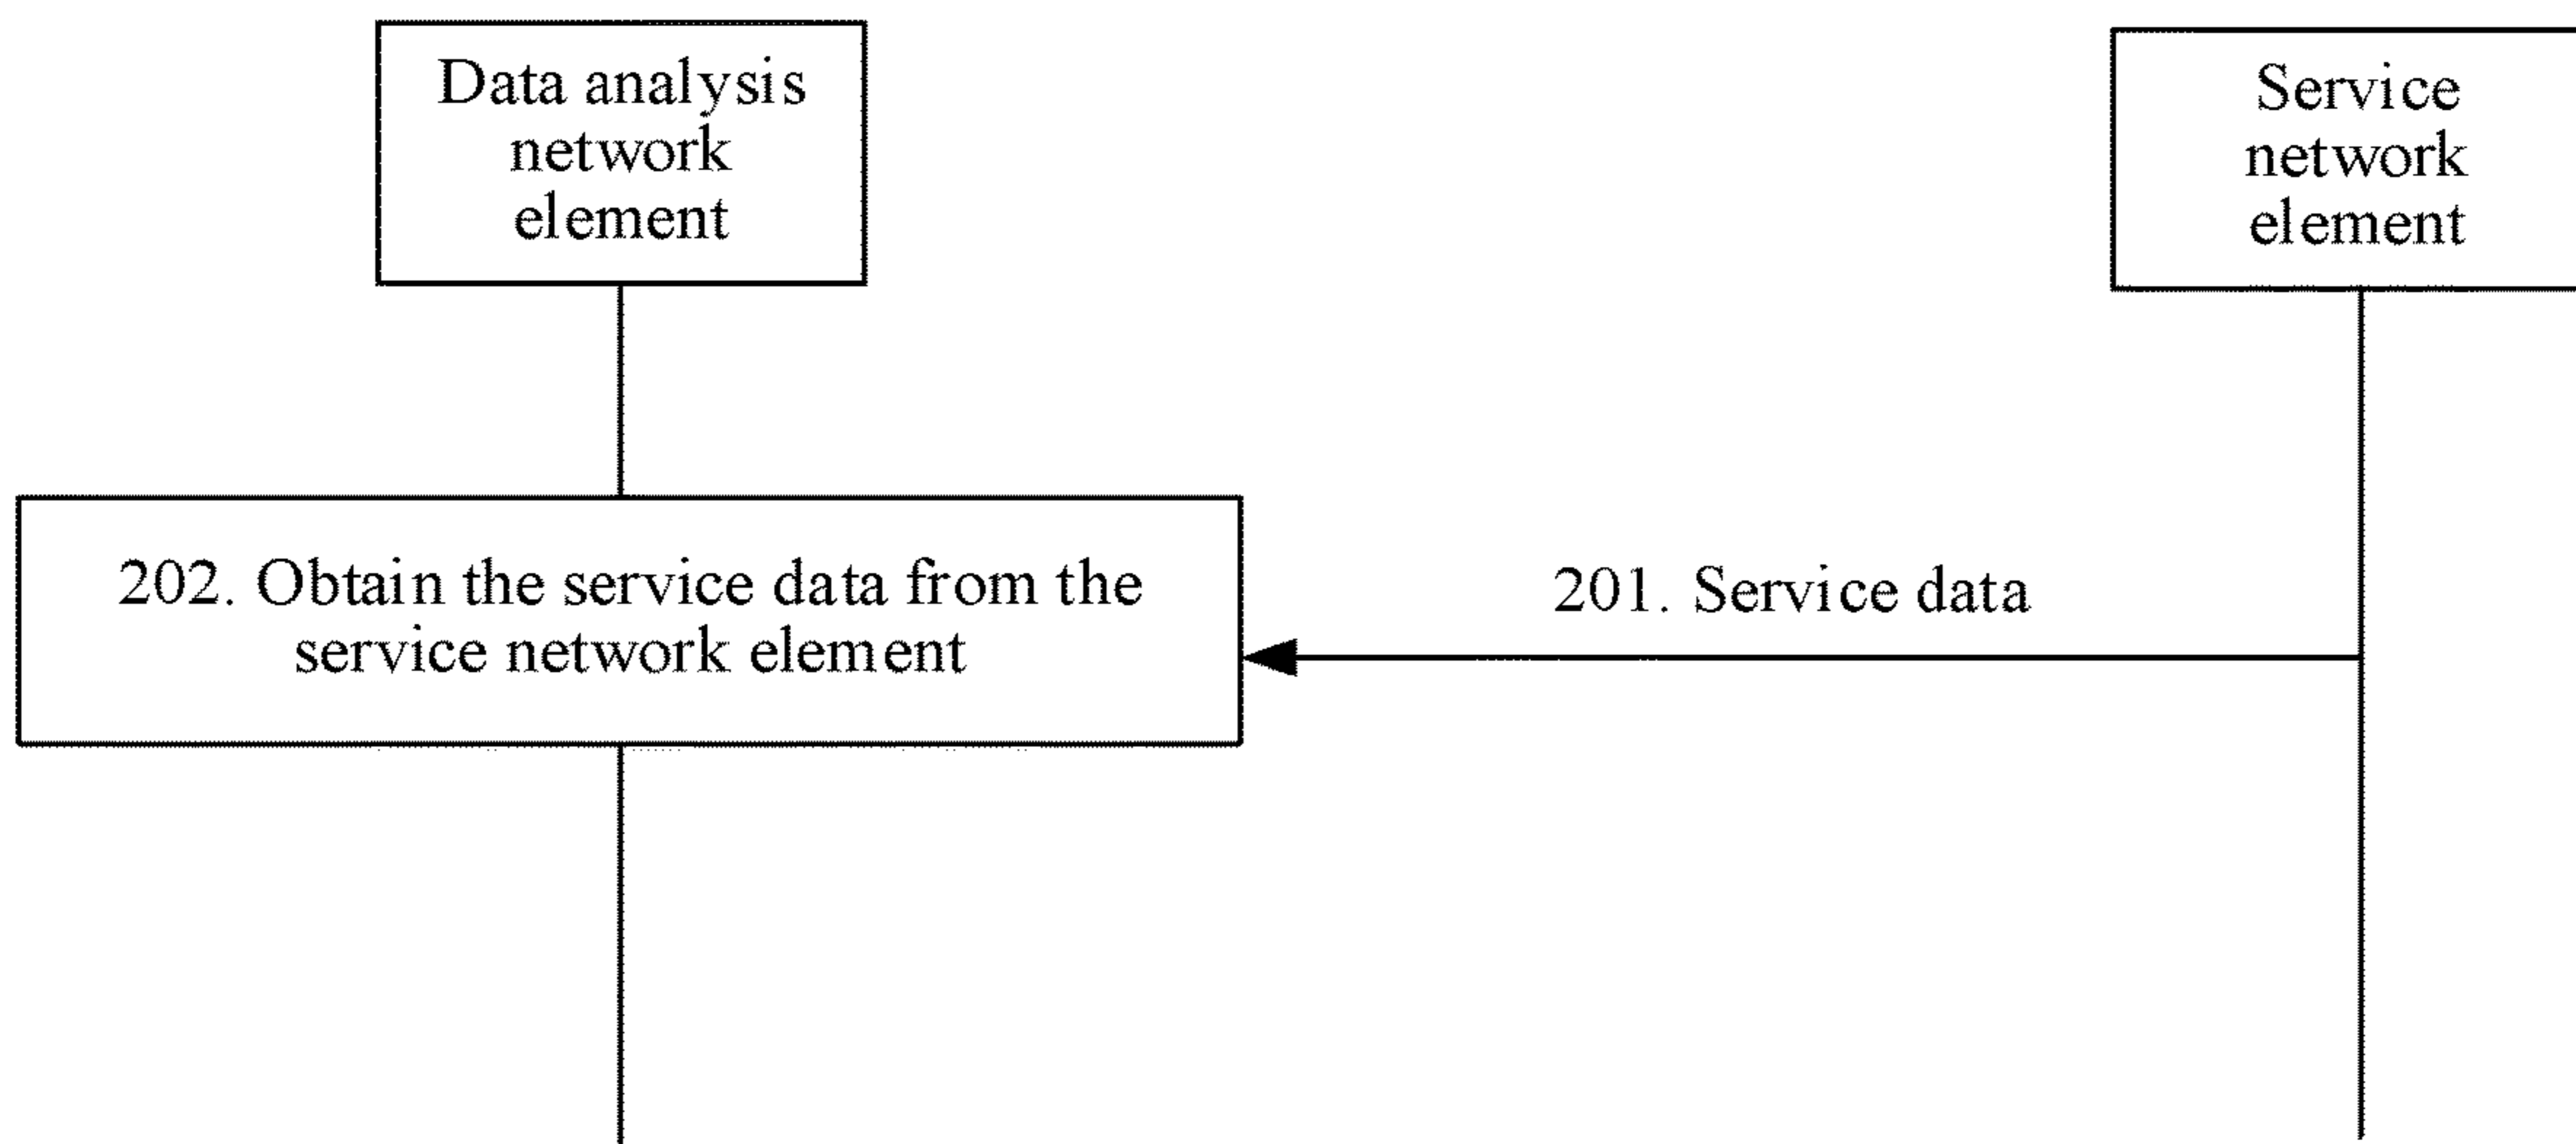 Data analysis
network
element
Service
network
element
202. Obtain the service data from the
service network element
201. Service data